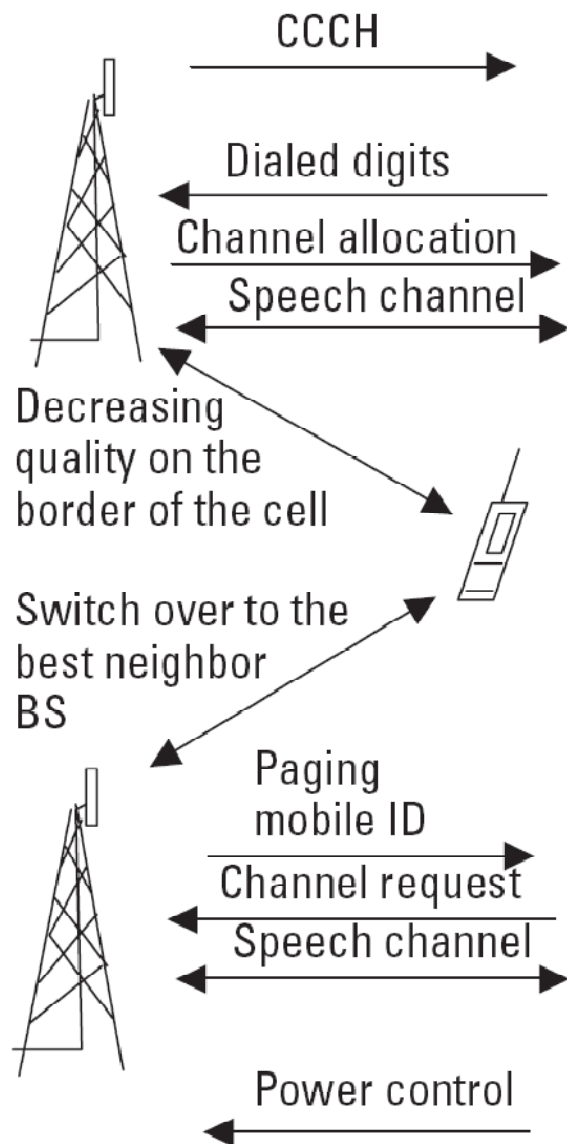 CCCH
Dialed digits
Channel allocation
Speech channel
Decreasing
quality on the
border of the cell
Switch over to the
best neighbor
BS
Paging
mobile ID
Channel request
Speech channel
Power control